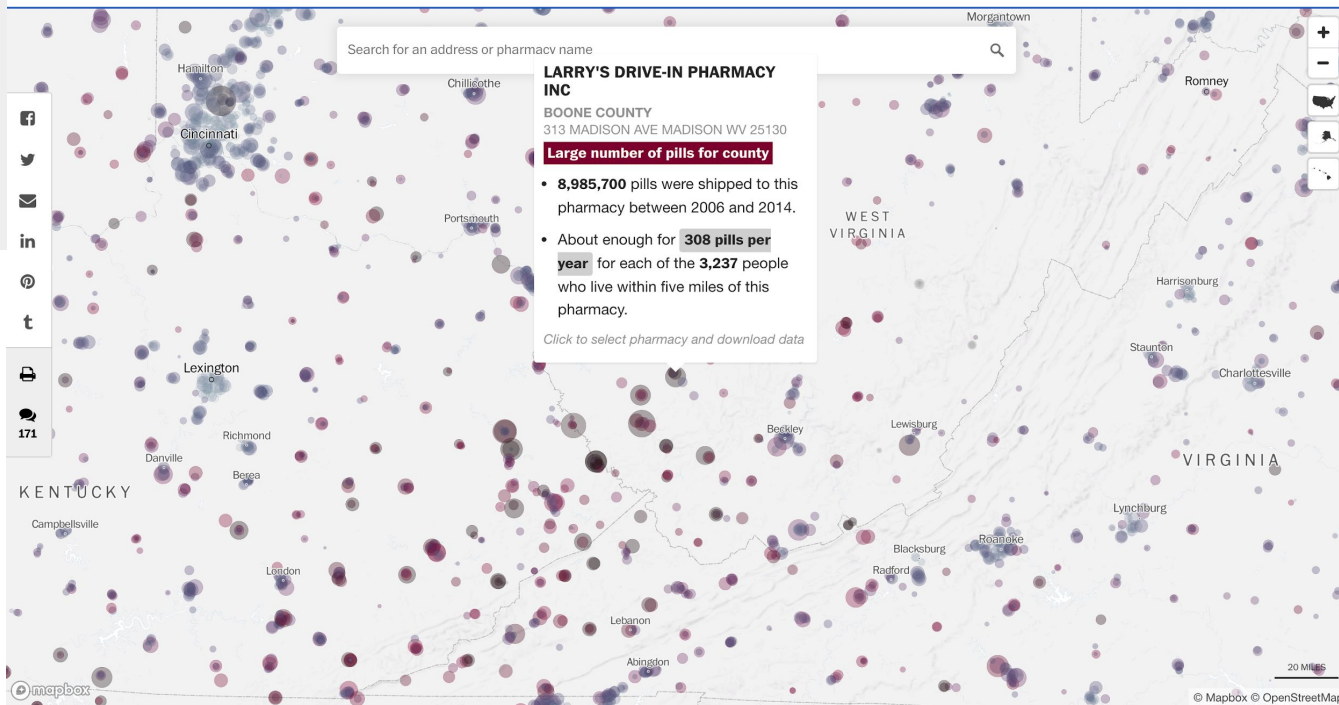 Morgantown
Search for an address or pharmacy name
LARRY'S DRIVE-IN PHARMACY
INC
BOONE COUNTY
313 MADISON AVE MADISON WV 25130
Large number of pills for county
• 8,985,700 pills were shipped to this
pharmacy between 2006 and 2014.
• About enough for 308 pills per
year for each of the 3,237 people
who live within five miles of this
pharmacy.
Click to select pharmacy and download data
+
−
Hamilton
Chillicothe
Romney
Cincinnati
Portsmouth
WEST
VIRGINIA
Harrisonburg
Staunton
Charlottesville
Lexington
171
Richmond
Beckley
Lewisburg
Danville
Berea
VIRGINIA
KENTUCKY
Campbellsville
Lynchburg
Roanoke
Blacksburg
London
Radford
Lebanon
Abingdon
20 MILES
mapbox
© Mapbox © OpenStreetMap
in
t